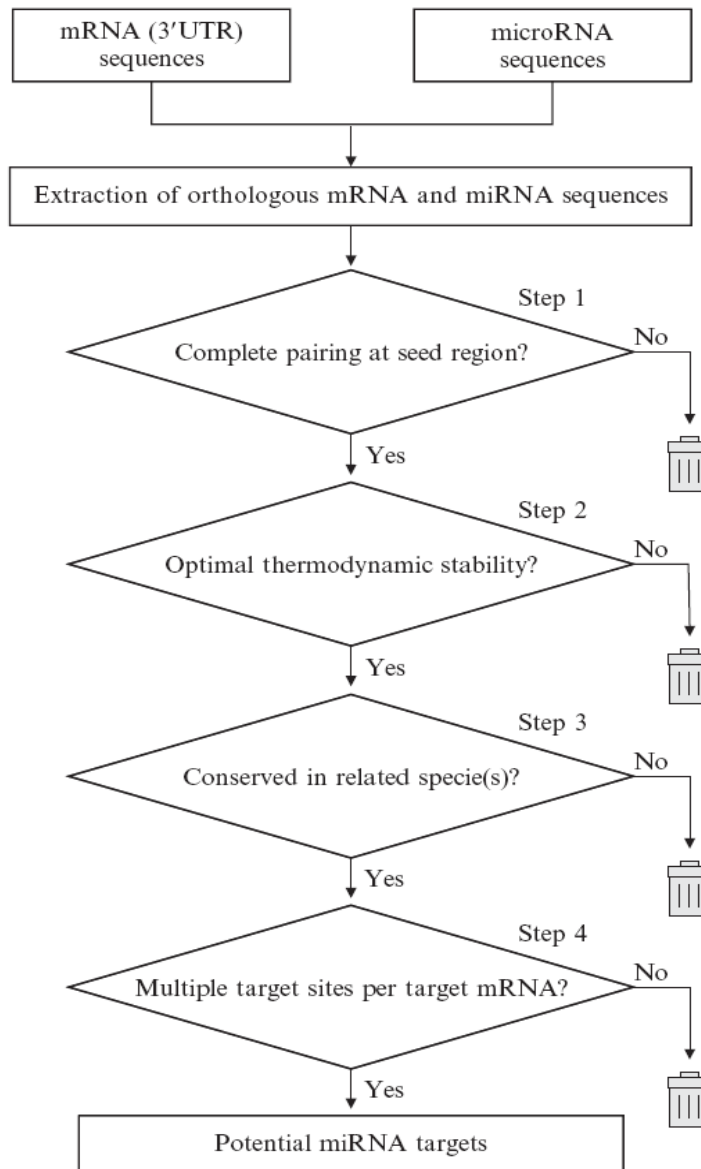 mRNA (3′UTR)
sequences
microRNA
sequences
Extraction of orthologous mRNA and miRNA sequences
Step 1
Complete pairing at seed region?
No
Yes
Step 2
Optimal thermodynamic stability?
No
Yes
Step 3
Conserved in related specie(s)?
No
Yes
Step 4
Multiple target sites per target mRNA?
No
Yes
Potential miRNA targets